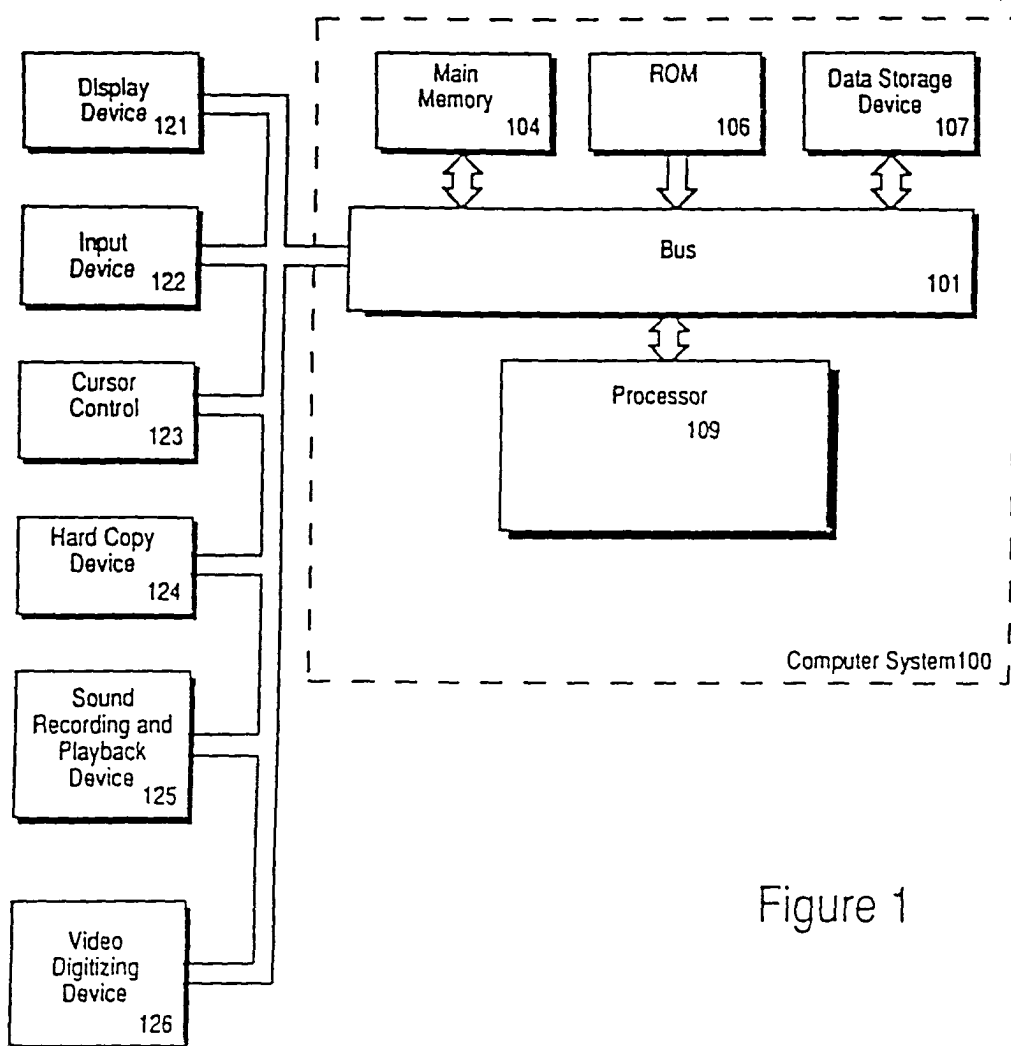 Display
Device
121
Input
Device
122
Cursor
Control
123
Hard Copy
Device
124
Sound
Recording and
Playback
Device
125
Video
Digitizing
Device
126
Main
Memory
104
ROM
106
Data Storage
Device
107
Bus
101
Processor
109
Computer System100
Figure 1